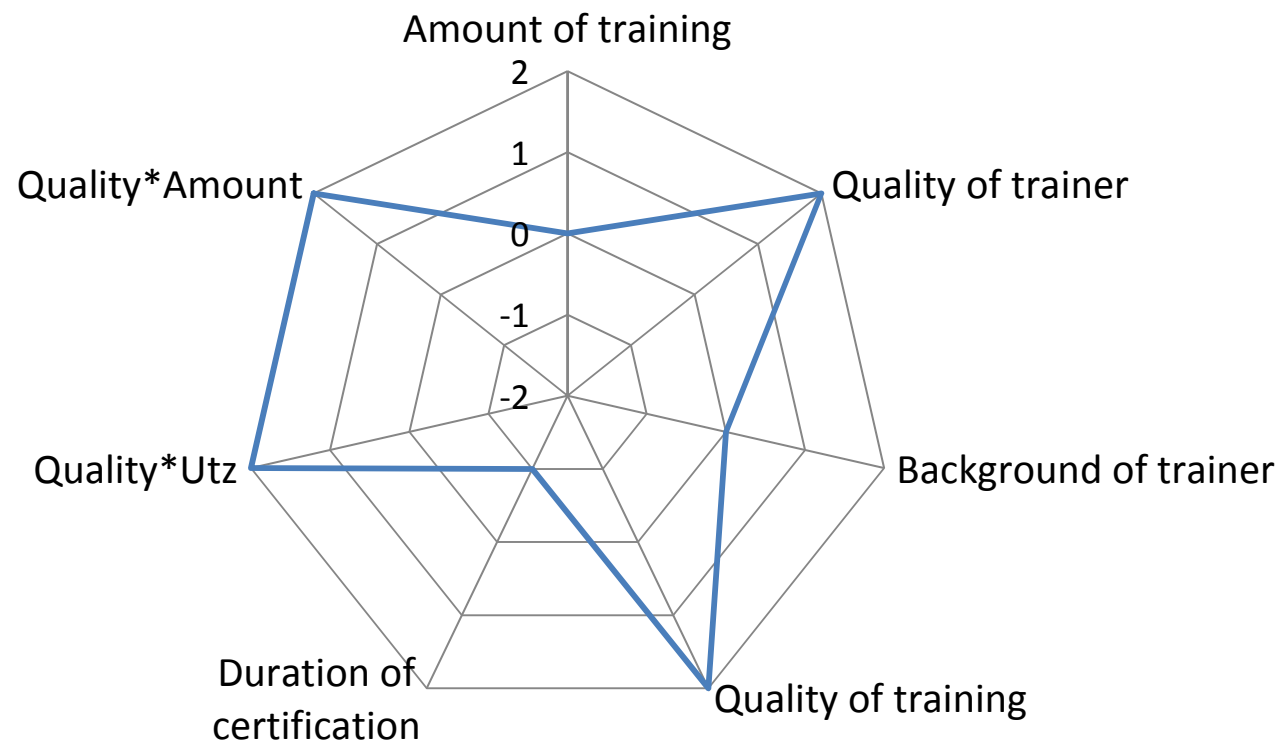 Amount of training
2
1
0
-1
-2
Quality of trainer
Background of trainer
Quality of training
Duration of
certification
Quality*Utz
Quality*Amount